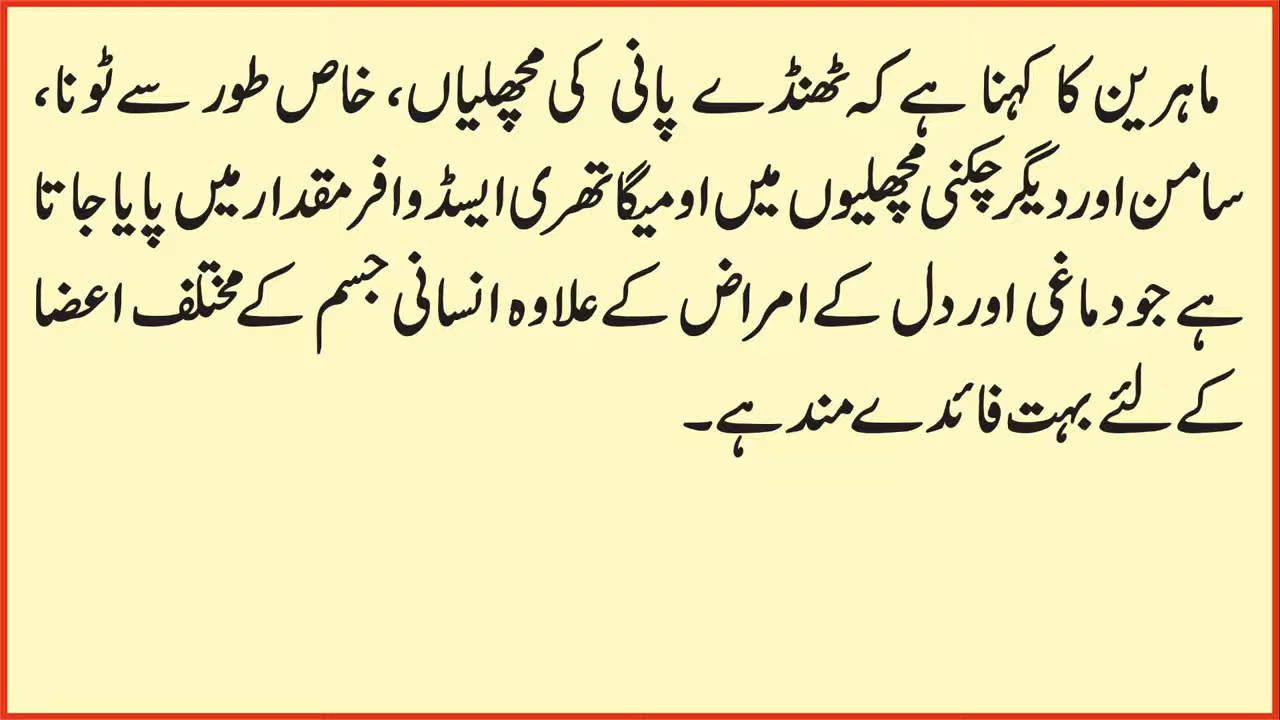 ماہرین کا کہنا ہے کہ ٹھنڈے پانی کی مچھلیاں، خاص طور سے ٹونا،
سامن اور دیگر چکنی مچھلیوں میں اومیگا تھری ایسڈ وافر مقدار میں پایا جاتا
ہے جو دماغی اور دل کے امراض کے علاوہ انسانی جسم کے مختلف اعضا
کے لئے بہت فائدے مند ہے۔